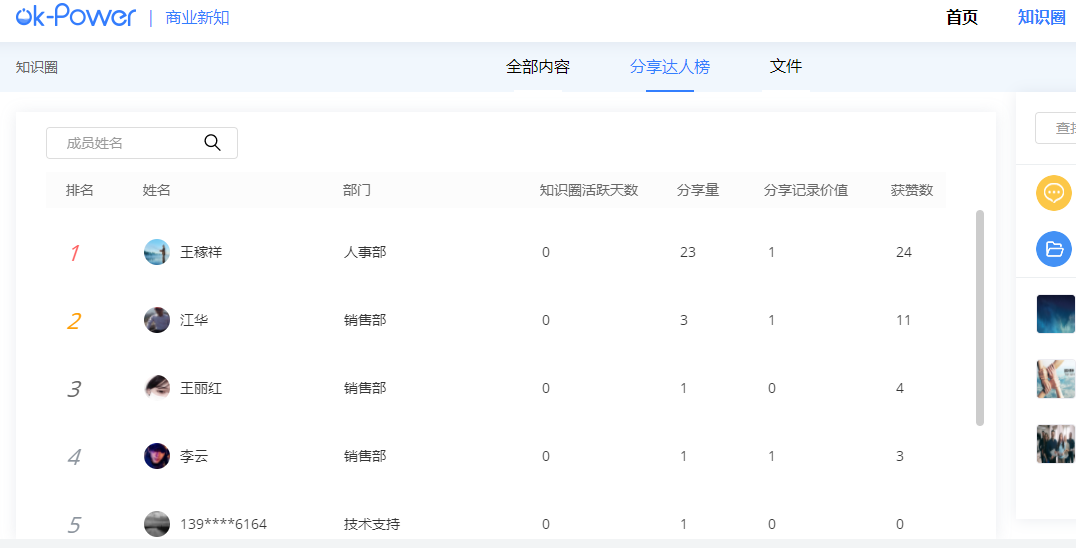 ok-Power | 商业新知 首页 知识圈
知识圈 全部内容 分享达人榜 文件
成员姓名
查找
排名 姓名 部门 知识圈活跃天数 分享量 分享记录价值 获赞数
1 王稼祥 人事部 0 23 1 24
2 江华 销售部 0 3 1 11
3 王丽红 销售部 0 1 0 4
4 李云 销售部 0 1 1 3
5 139****6164 技术支持 0 1 0 0